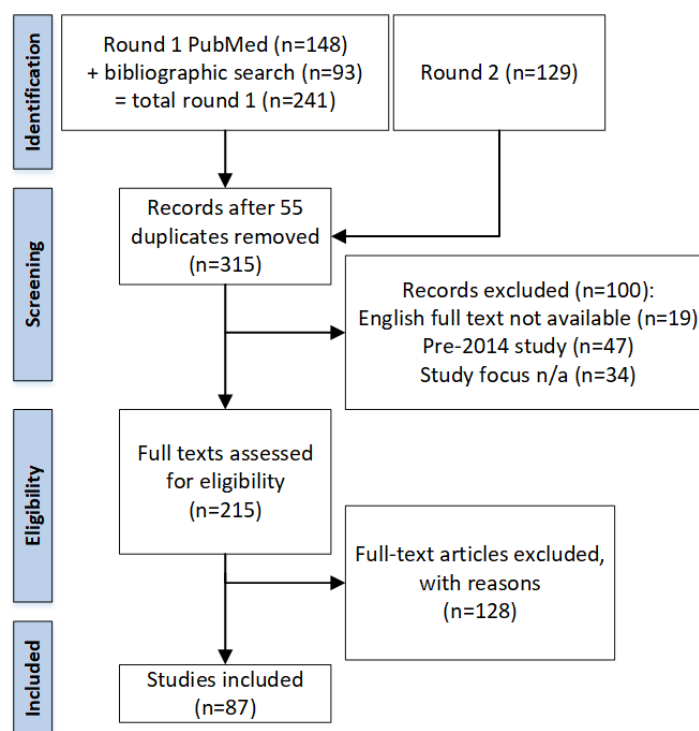 Identification
Round 1 PubMed (n=148)
+ bibliographic search (n=93)
= total round 1 (n=241)
Round 2 (n=129)
Screening
Records after 55
duplicates removed
(n=315)
Records excluded (n=100):
English full text not available (n=19)
Pre-2014 study (n=47)
Study focus n/a (n=34)
Eligibility
Full texts assessed
for eligibility
(n=215)
Full-text articles excluded,
with reasons
(n=128)
Included
Studies included
(n=87)